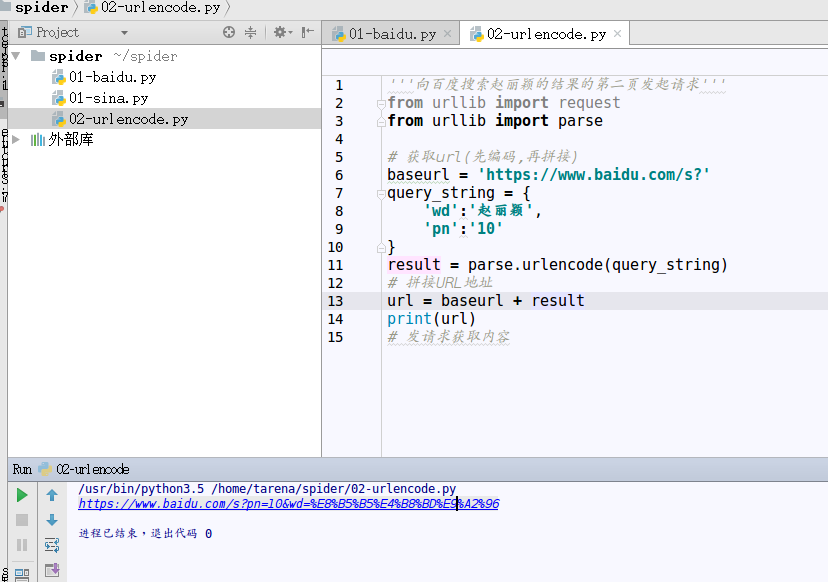 spider 02-urlencode.py
Project
01-baidu.py × 02-urlencode.py ×
spider ~/spider
01-baidu.py
01-sina.py
02-urlencode.py
外部库
1 '''向百度搜索赵丽颖的结果的第二页发起请求'''
2 from urllib import request
3 from urllib import parse
4
5 # 获取url(先编码,再拼接)
6 baseurl = 'https://www.baidu.com/s?'
7 query_string = {
8 'wd':'赵丽颖',
9 'pn':'10'
10 }
11 result = parse.urlencode(query_string)
12 # 拼接URL地址
13 url = baseurl + result
14 print(url)
15 # 发请求获取内容
Run 02-urlencode
/usr/bin/python3.5 /home/tarena/spider/02-urlencode.py
https://www.baidu.com/s?pn=10&wd=%E8%B5%B5%E4%B8%BD%E9%A2%96
进程已结束,退出代码 0